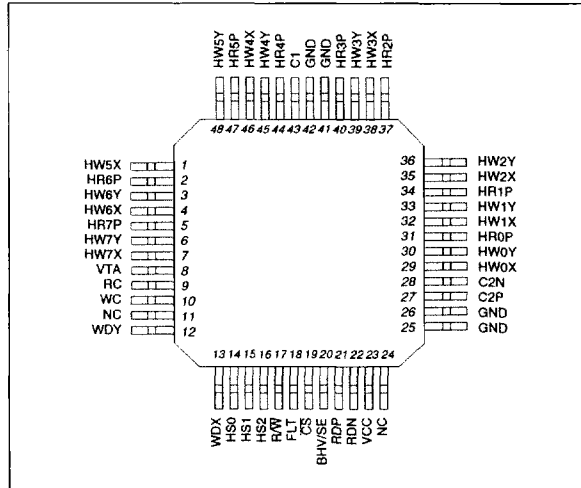 HW5Y HR5P HW4X HW4Y HR4P C1 GND GND HR3P HW3Y HW3X HR2P
48 47 46 45 44 43 42 41 40 39 38 37
HW5X 1
HR6P 2
HW6Y 3
HW6X 4
HR7P 5
HW7Y 6
HW7X 7
VTA 8
RC 9
WC 10
NC 11
WDY 12
36 HW2Y
35 HW2X
34 HR1P
33 HW1Y
32 HW1X
31 HR0P
30 HW0Y
29 HW0X
28 C2N
27 C2P
26 GND
25 GND
13 14 15 16 17 18 19 20 21 22 23 24
WDX HS0 HS1 HS2 R/W̅ FLT C̅S̅ BHV/SE RDP RDN VCC NC